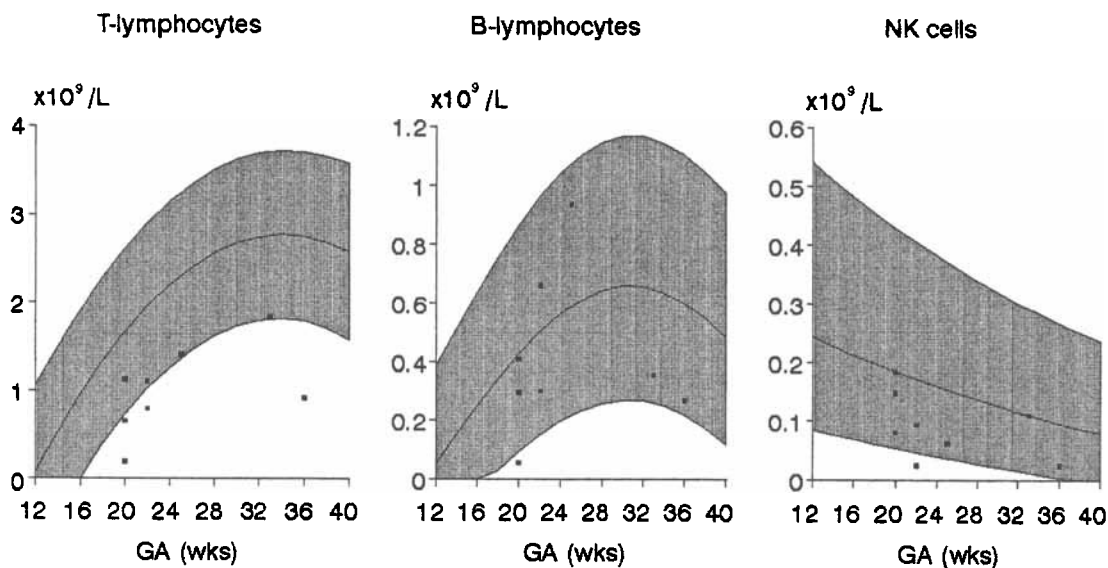 T-lymphocytes
x10⁹/L
4
3
2
1
0
12 16 20 24 28 32 36 40
GA (wks)
B-lymphocytes
x10⁹/L
1.2
1
0.8
0.6
0.4
0.2
0
12 16 20 24 28 32 36 40
GA (wks)
NK cells
x10⁹/L
0.6
0.5
0.4
0.3
0.2
0.1
0
12 16 20 24 28 32 36 40
GA (wks)